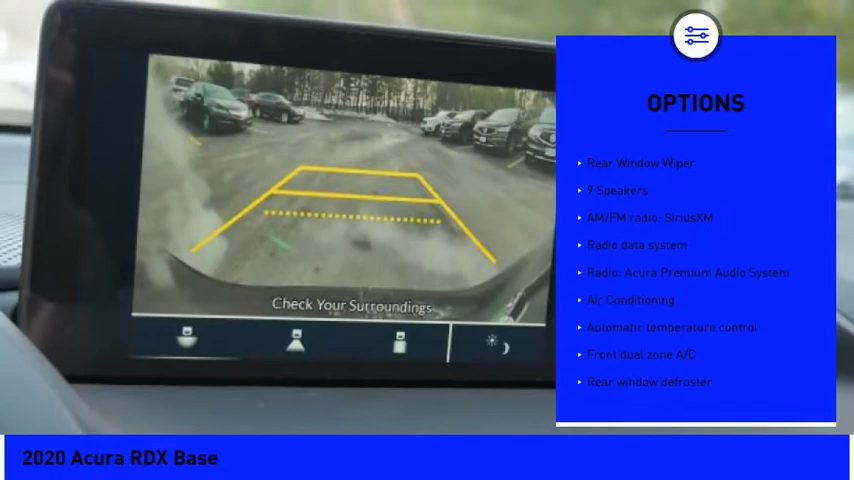 OPTIONS
Rear Window Wiper
9 Speakers
AM/FM radio: SiriusXM
Radio data system
Radio: Acura Premium Audio System
Air Conditioning
Automatic temperature control
Front dual zone A/C
Rear window defroster
Check Your Surroundings
2020 Acura RDX Base